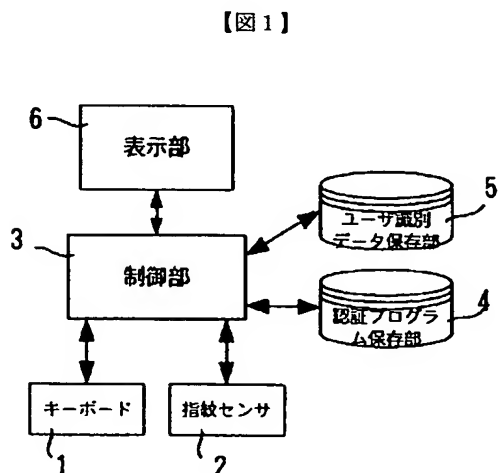 【図1】
6
表示部
5
ユーザ識別
データ保存部
3
制御部
4
認証プログラ
ム保存部
キーボード
指紋センサ
1
2